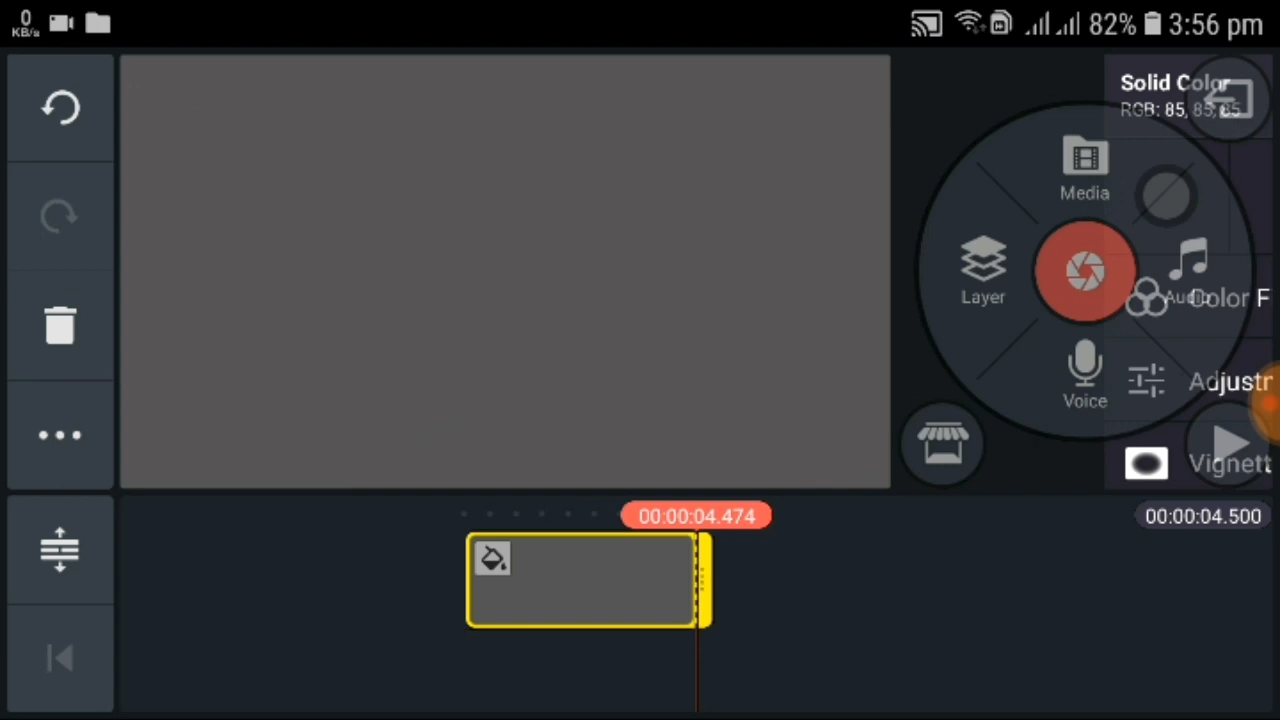 0
KB/s
82% 3:56 pm
Solid Color
RGB: 85, 85, 85
Media
Layer
Audio
Color F
Voice
Adjustr
Vignett
00:00:04.474
00:00:04.500